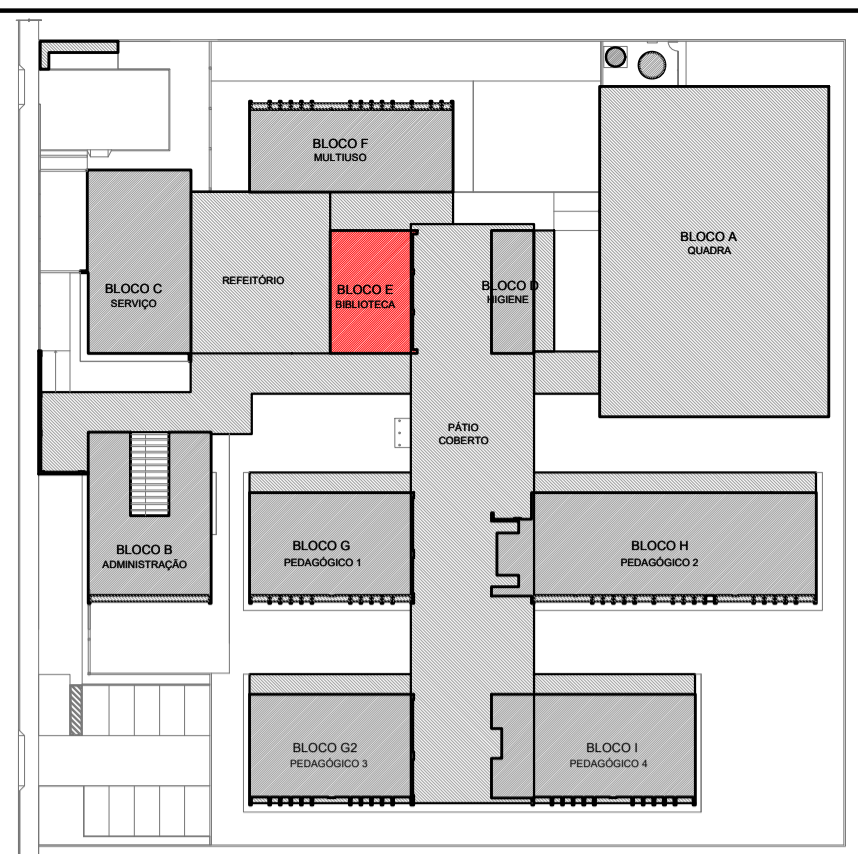 BLOCO F
MULTIUSO
BLOCO A
QUADRA
BLOCO C
SERVIÇO
REFEITÓRIO
BLOCO E
BIBLIOTECA
BLOCO D
HIGIENE
PÁTIO
COBERTO
BLOCO B
ADMINISTRAÇÃO
BLOCO G
PEDAGÓGICO 1
BLOCO H
PEDAGÓGICO 2
BLOCO G2
PEDAGÓGICO 3
BLOCO I
PEDAGÓGICO 4